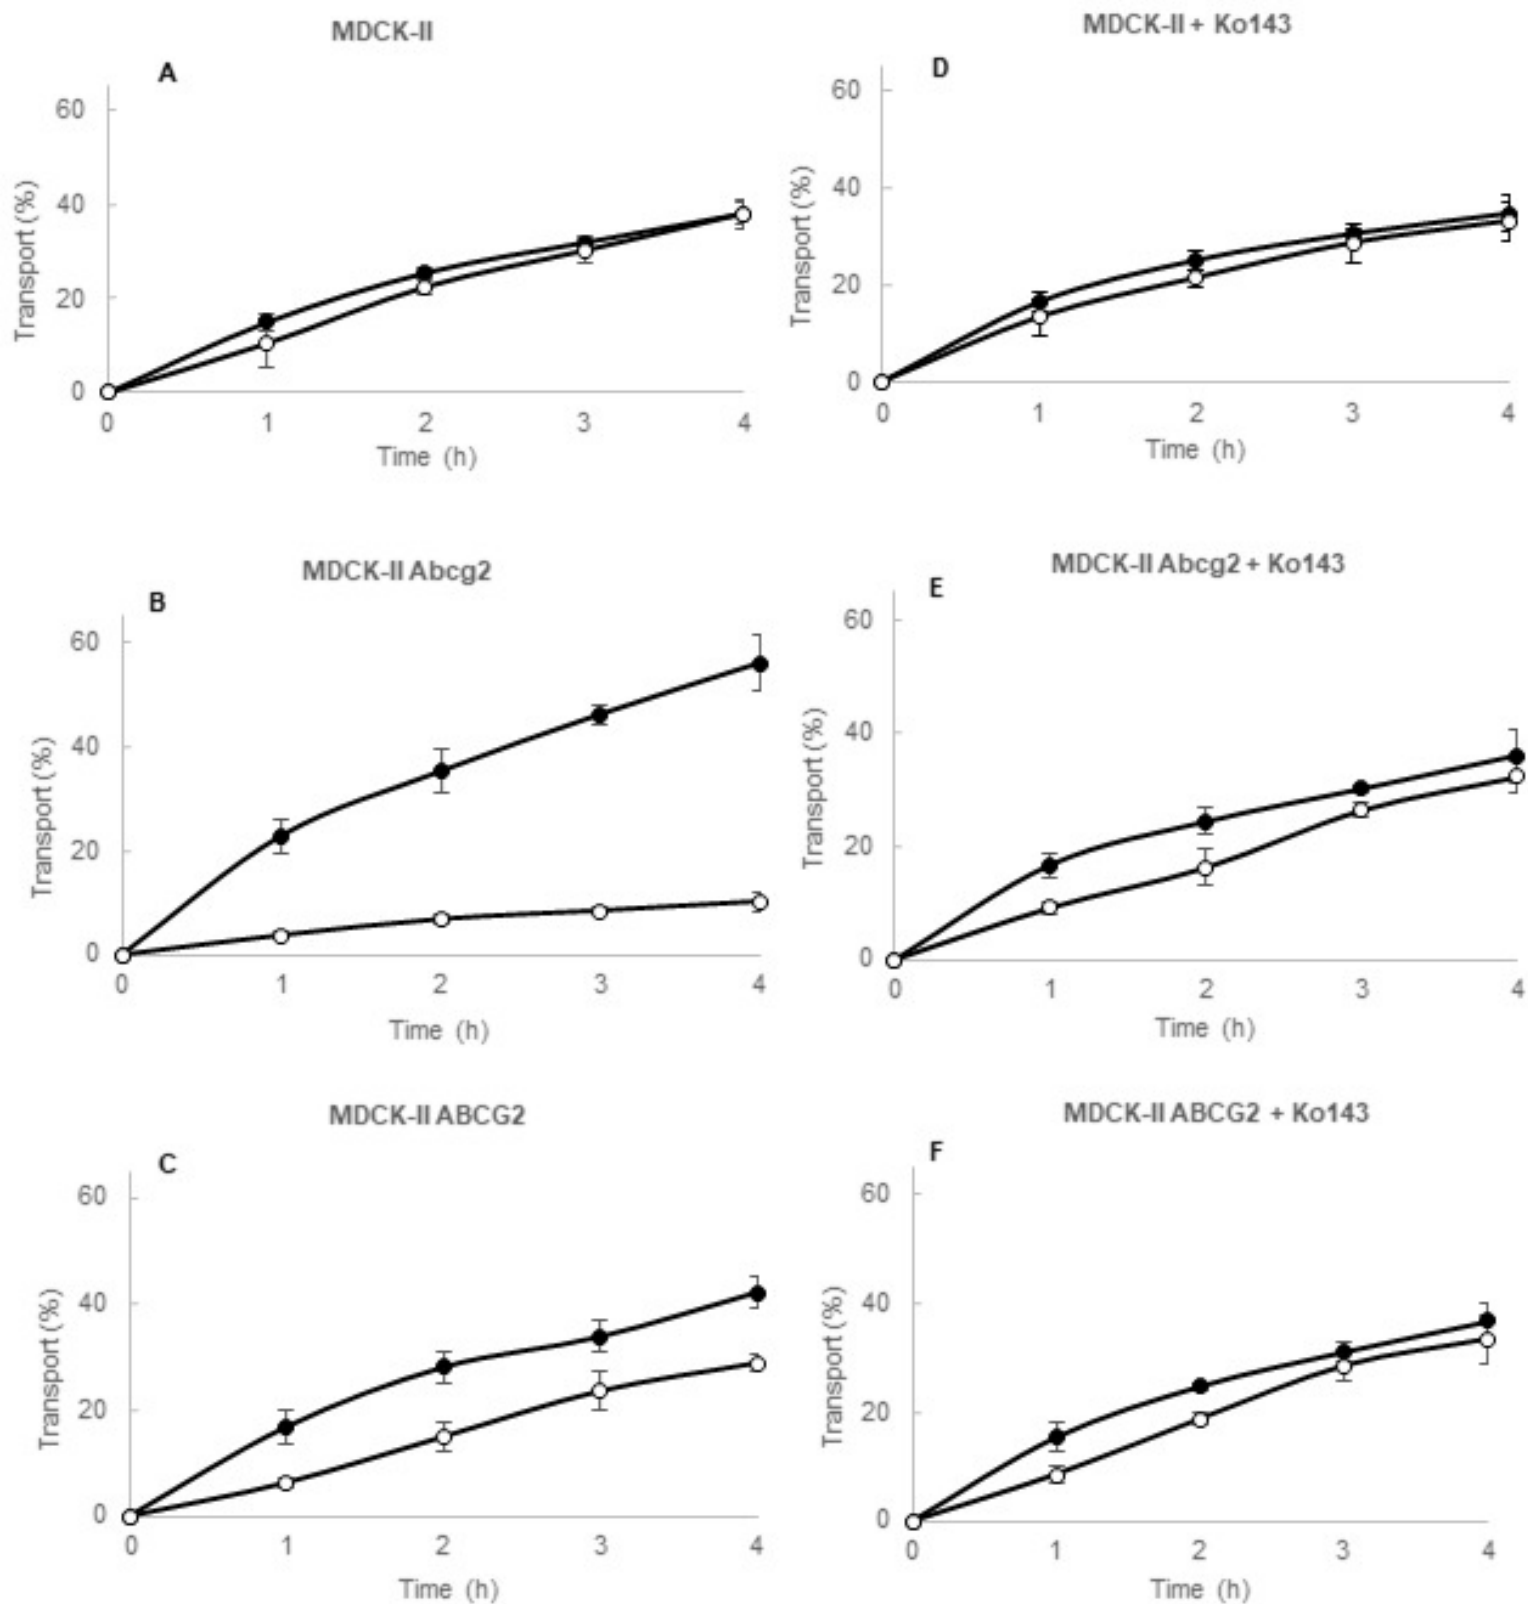 MDCK-II
A
60
40
20
0
Transport (%)
0 1 2 3 4
Time (h)
MDCK-II + Ko143
D
60
40
20
0
Transport (%)
0 1 2 3 4
Time (h)
MDCK-II Abcg2
B
60
40
20
0
Transport (%)
0 1 2 3 4
Time (h)
MDCK-II Abcg2 + Ko143
E
60
40
20
0
Transport (%)
0 1 2 3 4
Time (h)
MDCK-II ABCG2
C
60
40
20
0
Transport (%)
0 1 2 3 4
Time (h)
MDCK-II ABCG2 + Ko143
F
60
40
20
0
Transport (%)
0 1 2 3 4
Time (h)